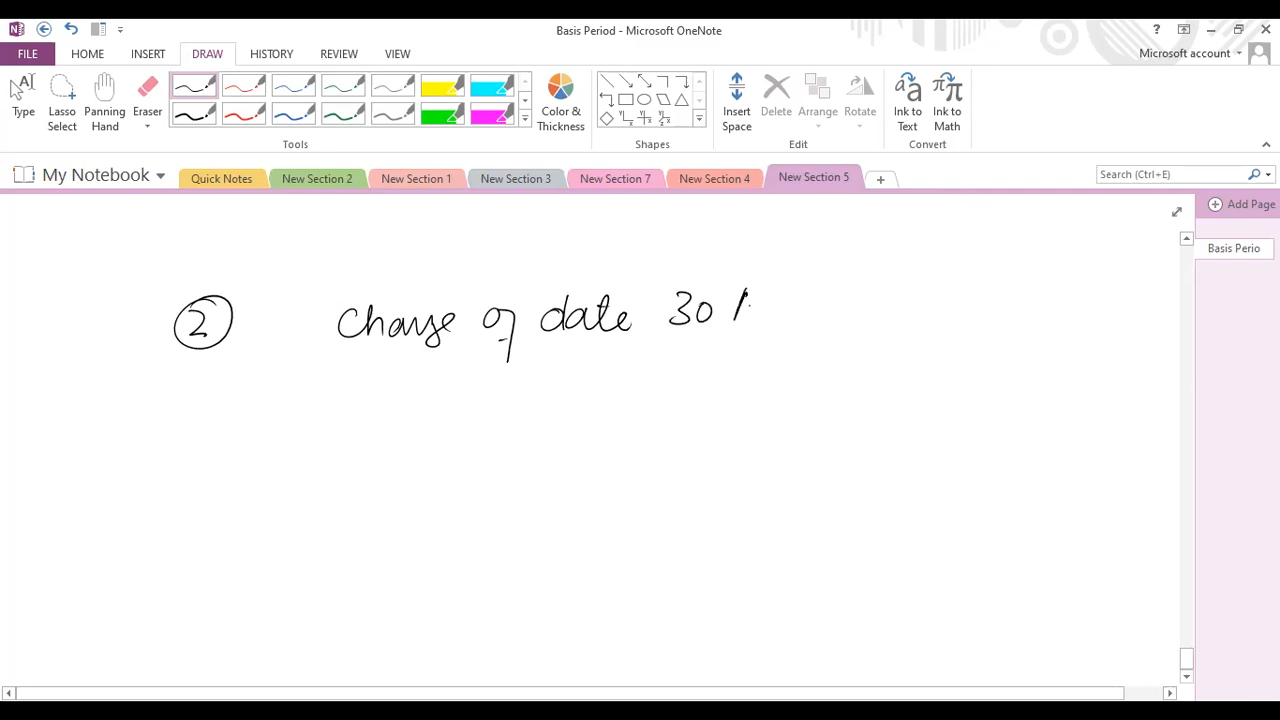 Basis Period - Microsoft OneNote
?
FILE HOME INSERT DRAW HISTORY REVIEW VIEW
Microsoft account
Type
Lasso Select
Panning Hand
Eraser
Color & Thickness
Insert Space
Delete
Arrange
Rotate
Ink to Text
Ink to Math
Tools
Shapes
Edit
Convert
My Notebook
Quick Notes
New Section 2
New Section 1
New Section 3
New Section 7
New Section 4
New Section 5
+
Search (Ctrl+E)
Add Page
Basis Perio
② Change of date 30